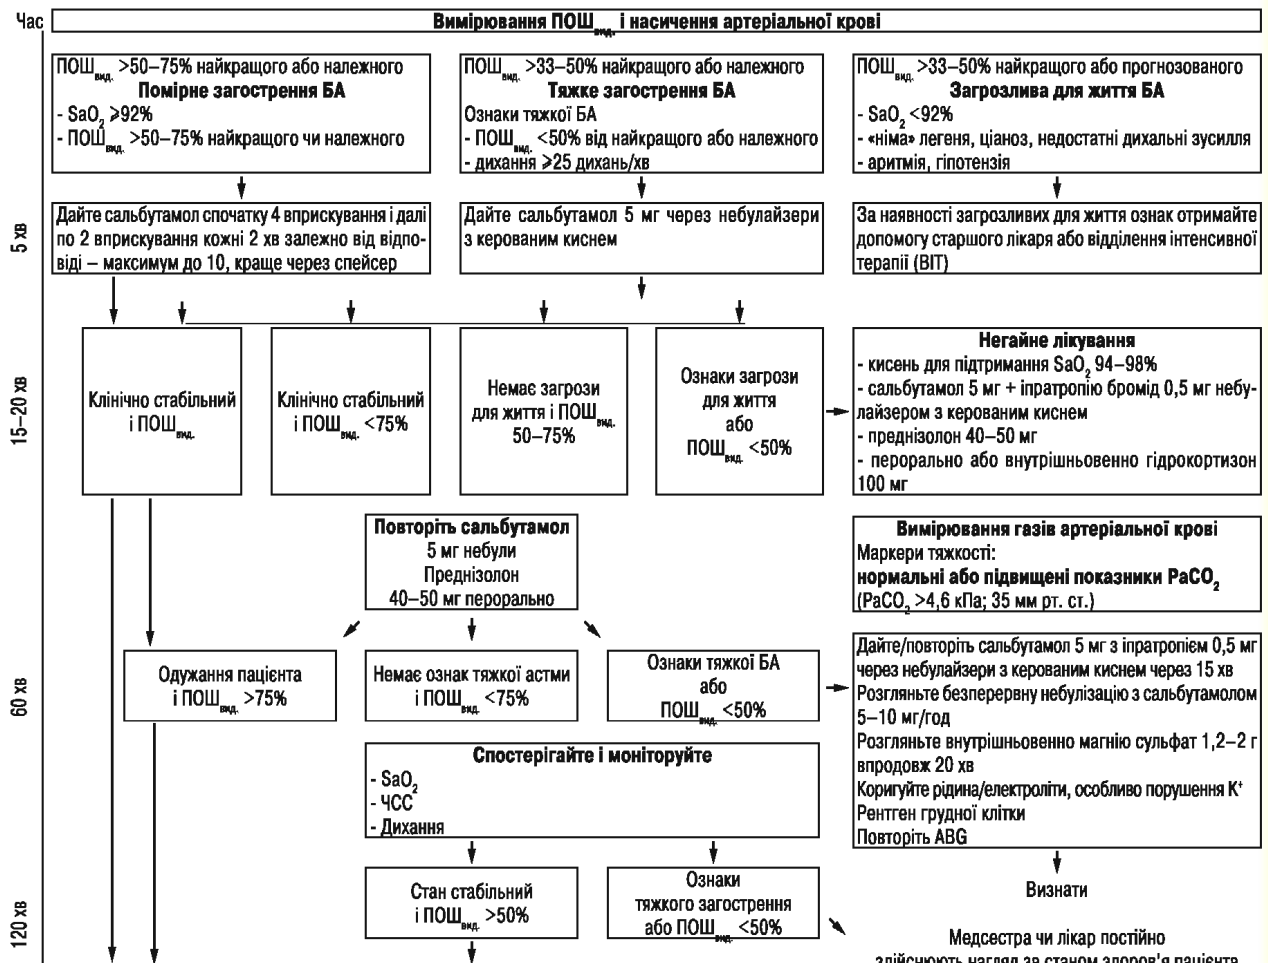 Час
Вимірювання ПОШвид. і насичення артеріальної крові
ПОШвид. >50–75% найкращого або належного
Помірне загострення БА
- SaO2 ⩾92%
- ПОШвид. >50–75% найкращого чи належного
ПОШвид. >33–50% найкращого або належного
Тяжке загострення БА
Ознаки тяжкої БА
- ПОШвид. <50% від найкращого або належного
- дихання ⩾25 дихань/хв
ПОШвид. >33–50% найкращого або прогнозованого
Загрозлива для життя БА
- SaO2 <92%
- «німа» легеня, ціаноз, недостатні дихальні зусилля
- аритмія, гіпотензія
5 хв
Дайте сальбутамол спочатку 4 вприскування і далі
по 2 вприскування кожні 2 хв залежно від відпо-
віді – максимум до 10, краще через спейсер
Дайте сальбутамол 5 мг через небулайзери
з керованим киснем
За наявності загрозливих для життя ознак отримайте
допомогу старшого лікаря або відділення інтенсивної
терапії (ВІТ)
15–20 хв
Клінічно стабільний
і ПОШвид.
Клінічно стабільний
і ПОШвид. <75%
Немає загрози
для життя і ПОШвид.
50–75%
Ознаки загрози
для життя
або
ПОШвид. <50%
Негайне лікування
- кисень для підтримання SaO2 94–98%
- сальбутамол 5 мг + іпратропію бромід 0,5 мг небу-
лайзером з керованим киснем
- преднізолон 40–50 мг
- перорально або внутрішньовенно гідрокортизон
100 мг
Повторіть сальбутамол
5 мг небули
Преднізолон
40–50 мг перорально
Вимірювання газів артеріальної крові
Маркери тяжкості:
нормальні або підвищені показники PaCO2
(PaCO2 >4,6 кПа; 35 мм рт. ст.)
60 хв
Одужання пацієнта
і ПОШвид. >75%
Немає ознак тяжкої астми
і ПОШвид. <75%
Ознаки тяжкої БА
або
ПОШвид. <50%
Дайте/повторіть сальбутамол 5 мг з іпратропієм 0,5 мг
через небулайзери з керованим киснем через 15 хв
Розгляньте безперервну небулізацію з сальбутамолом
5–10 мг/год
Розгляньте внутрішньовенно магнію сульфат 1,2–2 г
впродовж 20 хв
Коригуйте рідина/електроліти, особливо порушення К+
Рентген грудної клітки
Повторіть ABG
Спостерігайте і моніторуйте
- SaO2
- ЧСС
- Дихання
120 хв
Стан стабільний
і ПОШвид. >50%
Ознаки
тяжкого загострення
або ПОШвид. <50%
Визнати
Медсестра чи лікар постійно
здійснюють нагляд за станом здоров'я пацієнта